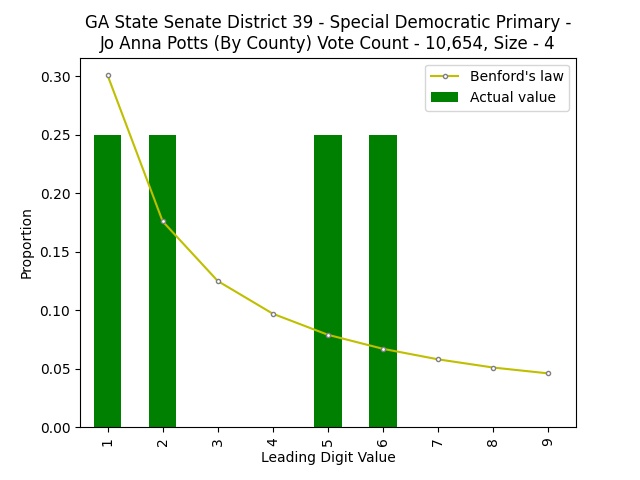 GA State Senate District 39 - Special Democratic Primary -
Jo Anna Potts (By County) Vote Count - 10,654, Size - 4
Benford's law
Actual value
0.30
0.25
0.20
0.15
0.10
0.05
0.00
Proportion
1 2 3 4 5 6 7 8 9
Leading Digit Value